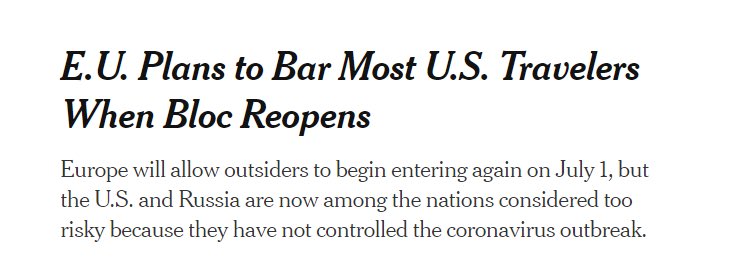 E.U. Plans to Bar Most U.S. Travelers
When Bloc Reopens
Europe will allow outsiders to begin entering again on July 1, but
the U.S. and Russia are now among the nations considered too
risky because they have not controlled the coronavirus outbreak.